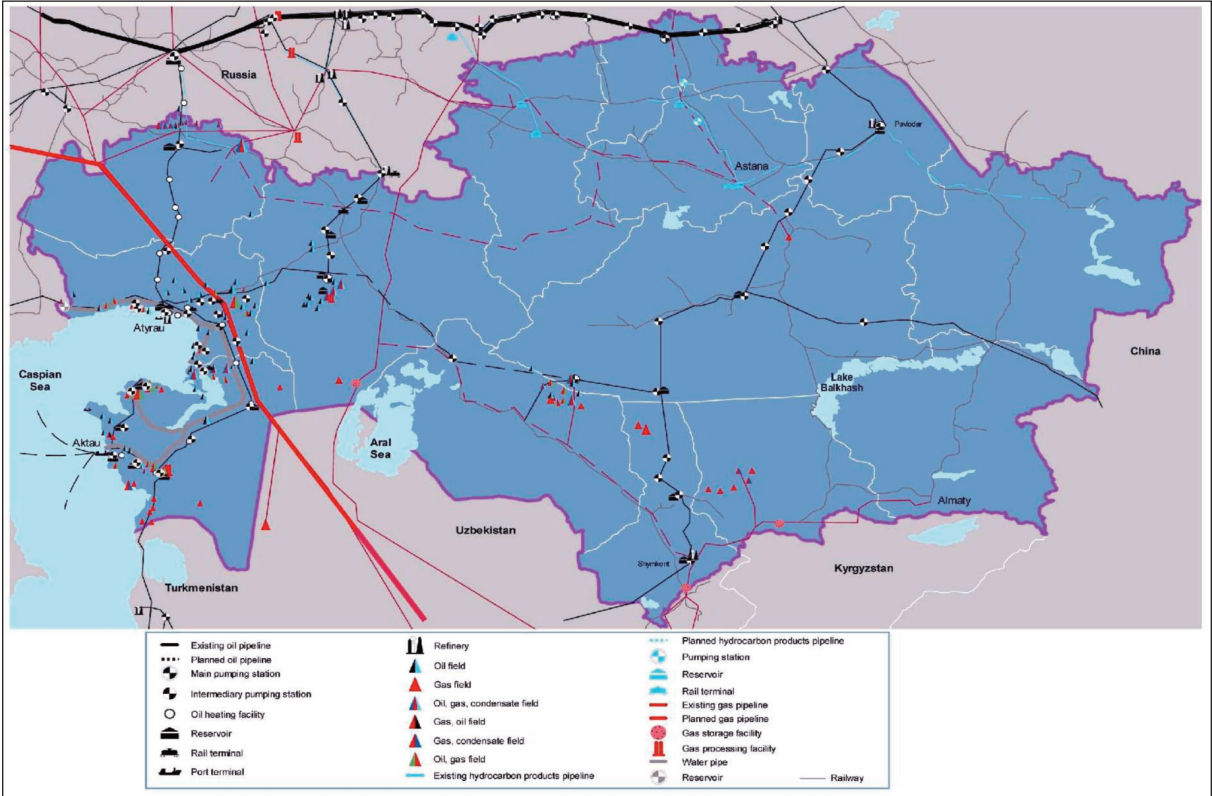 Russia
Pavlodar
Astana
Atyrau
China
Caspian
Sea
Lake
Balkhash
Aktau
Aral
Sea
Almaty
Uzbekistan
Shymkent
Kyrgyzstan
Turkmenistan
Existing oil pipeline
Planned oil pipeline
Main pumping station
Intermediary pumping station
Oil heating facility
Reservoir
Rail terminal
Port terminal
Refinery
Oil field
Gas field
Oil, gas, condensate field
Gas, oil field
Gas, condensate field
Oil, gas field
Existing hydrocarbon products pipeline
Planned hydrocarbon products pipeline
Pumping station
Reservoir
Rail terminal
Existing gas pipeline
Planned gas pipeline
Gas storage facility
Gas processing facility
Water pipe
Reservoir
Railway